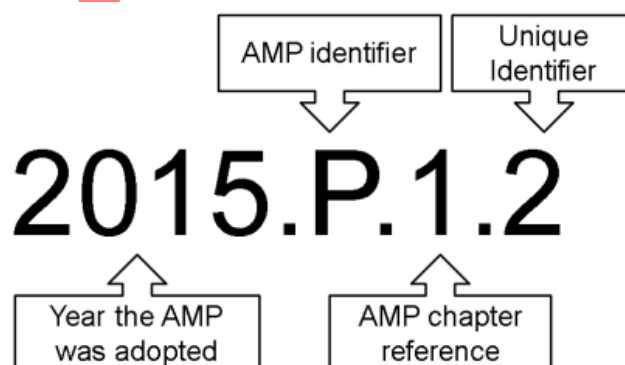 AMP identifier
Unique
Identifier
2015.P.1.2
Year the AMP
was adopted
AMP chapter
reference